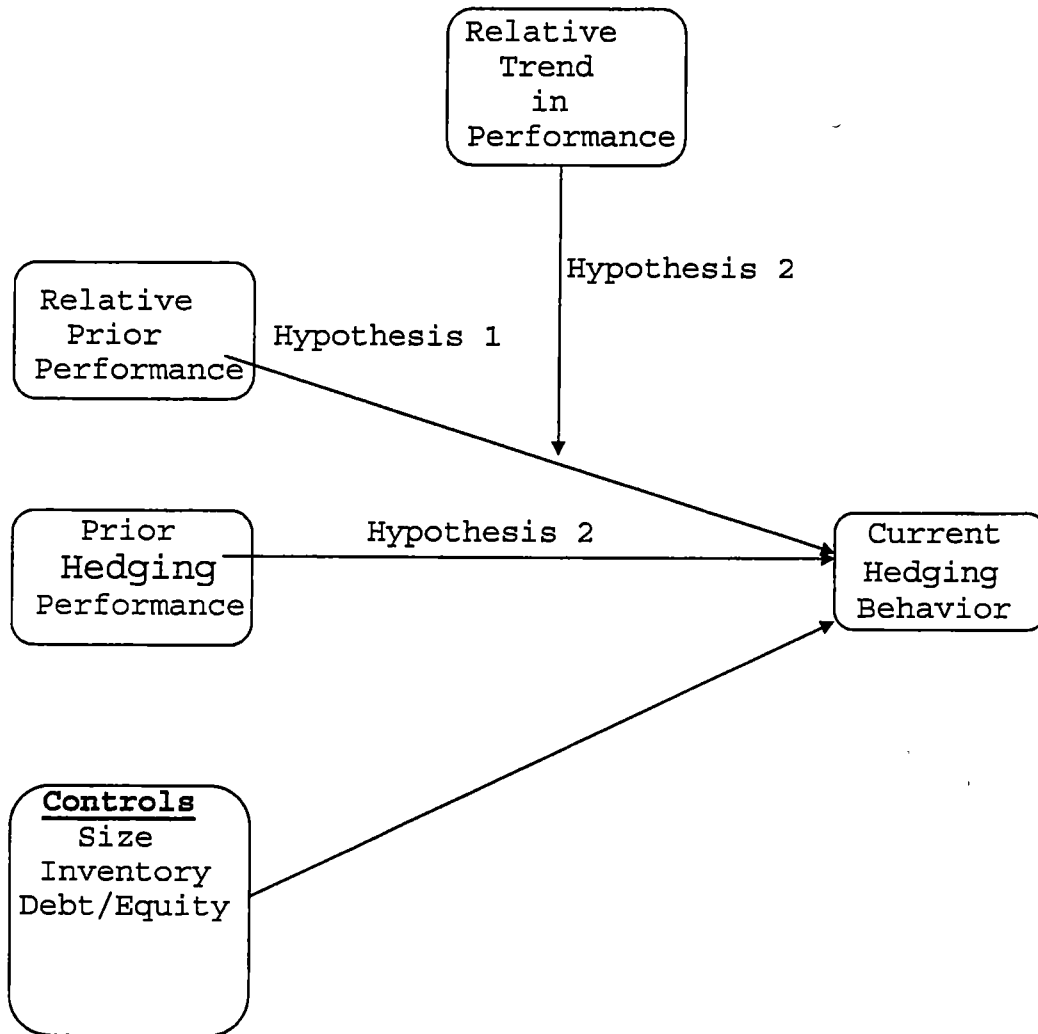 Relative
Trend
in
Performance
Hypothesis 2
Relative
Prior
Performance
Hypothesis 1
Prior
Hedging
Performance
Hypothesis 2
Current
Hedging
Behavior
Controls
Size
Inventory
Debt/Equity